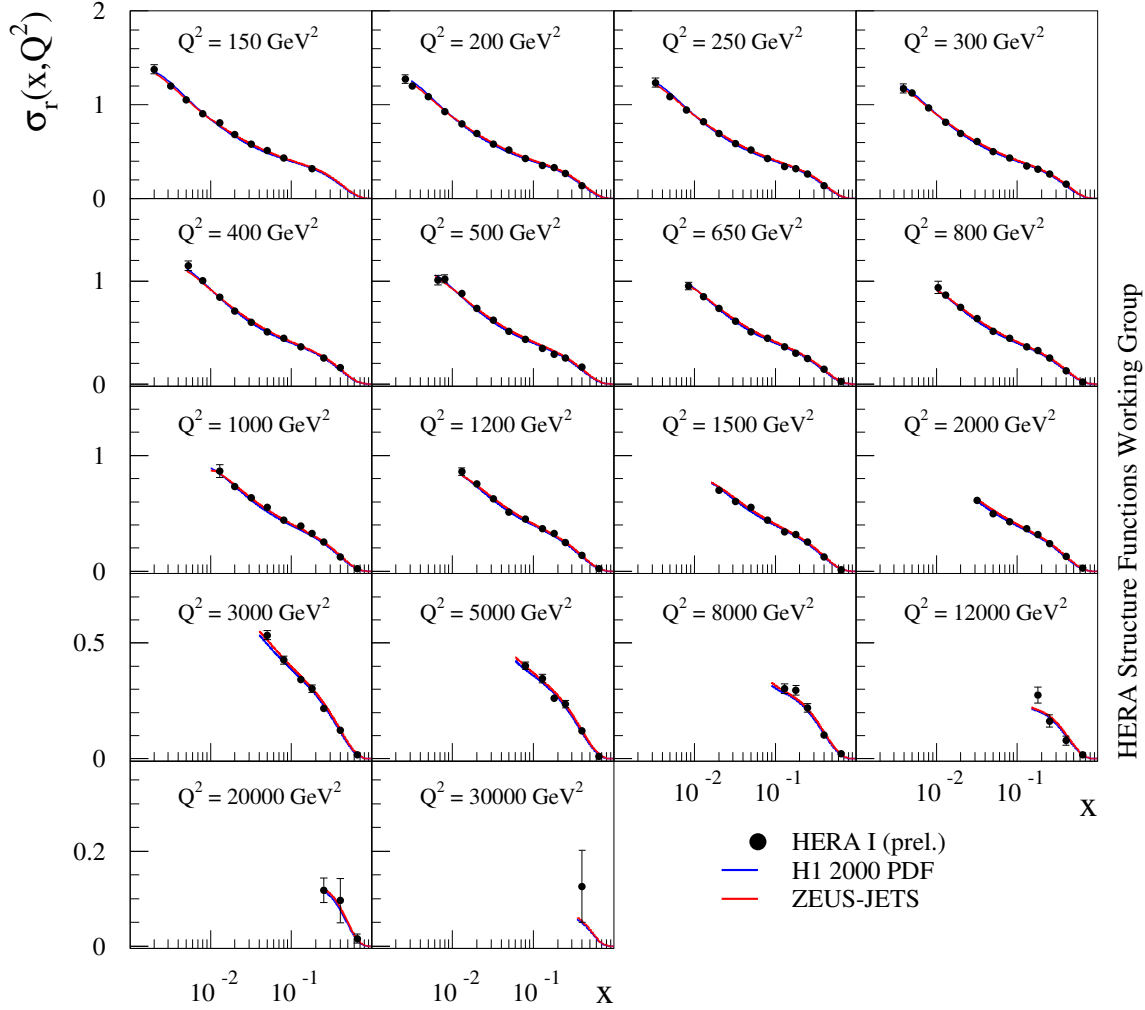 σr(x,Q²)
2
Q² = 150 GeV²
Q² = 200 GeV²
Q² = 250 GeV²
Q² = 300 GeV²
1
0
Q² = 400 GeV²
Q² = 500 GeV²
Q² = 650 GeV²
Q² = 800 GeV²
1
0
Q² = 1000 GeV²
Q² = 1200 GeV²
Q² = 1500 GeV²
Q² = 2000 GeV²
1
0
Q² = 3000 GeV²
Q² = 5000 GeV²
Q² = 8000 GeV²
Q² = 12000 GeV²
0.5
0
10⁻²
10⁻¹
10⁻²
10⁻¹
x
Q² = 20000 GeV²
Q² = 30000 GeV²
0.2
0
10⁻²
10⁻¹
10⁻²
10⁻¹
x
HERA I (prel.)
H1 2000 PDF
ZEUS-JETS
HERA Structure Functions Working Group